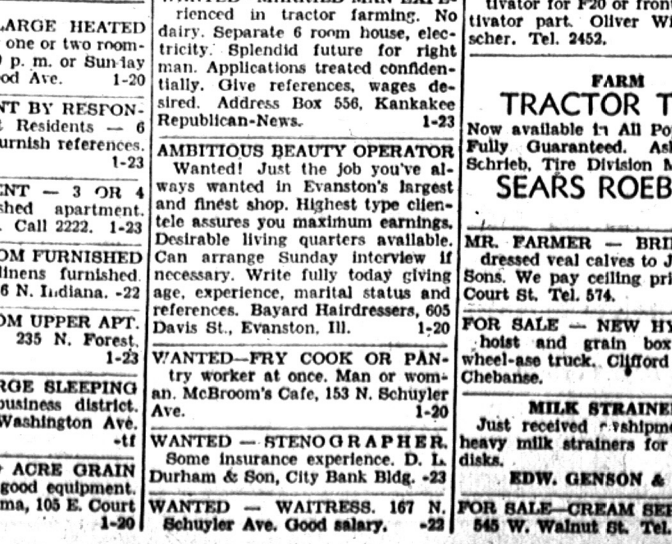 LARGE HEATED
one or two room-
p. m. or Sunday
od Ave. 1-20
NT BY RESPON-
Residents — 6
urnish references.
1-23
ENT — 3 OR 4
shed apartment.
Call 2222. 1-23
OM FURNISHED
linens furnished.
6 N. Indiana. -22
OM UPPER APT.
235 N. Forest.
1-23
RGE SLEEPING
business district.
Washington Ave.
-tf
ACRE GRAIN
good equipment.
ma, 105 E. Court
1-20
WANTED — MARRIED MAN EXPE-
rienced in tractor farming. No
dairy. Separate 6 room house, elec-
tricity. Splendid future for right
man. Applications treated confiden-
tially. Give references, wages de-
sired. Address Box 556, Kankakee
Republican-News. 1-23
AMBITIOUS BEAUTY OPERATOR
Wanted! Just the job you've al-
ways wanted in Evanston's largest
and finest shop. Highest type clien-
tele assures you maximum earnings.
Desirable living quarters available.
Can arrange Sunday interview if
necessary. Write fully today giving
age, experience, marital status and
references. Bayard Hairdressers, 605
Davis St., Evanston, Ill. 1-20
WANTED—FRY COOK OR PAN-
try worker at once. Man or wom-
an. McBroom's Cafe, 153 N. Schuyler
Ave. 1-20
WANTED — STENOGRAPHER.
Some insurance experience. D. L.
Durham & Son, City Bank Bldg. -23
WANTED — WAITRESS. 167 N.
Schuyler Ave. Good salary. -22
tivator for F20 or front
tivator part. Oliver Wi
scher. Tel. 2452.
FARM
TRACTOR T
Now available in All Po
Fully Guaranteed. As
Schrieb, Tire Division M
SEARS ROEB
MR. FARMER — BRI
dressed veal calves to J
Sons. We pay ceiling pri
Court St. Tel. 574.
FOR SALE — NEW HY
hoist and grain box
wheel-ase truck. Clifford
Chebanse.
MILK STRAINE
Just received shipme
heavy milk strainers for
disks.
EDW. GENSON &
FOR SALE—CREAM SEP
545 W. Walnut St. Tel.